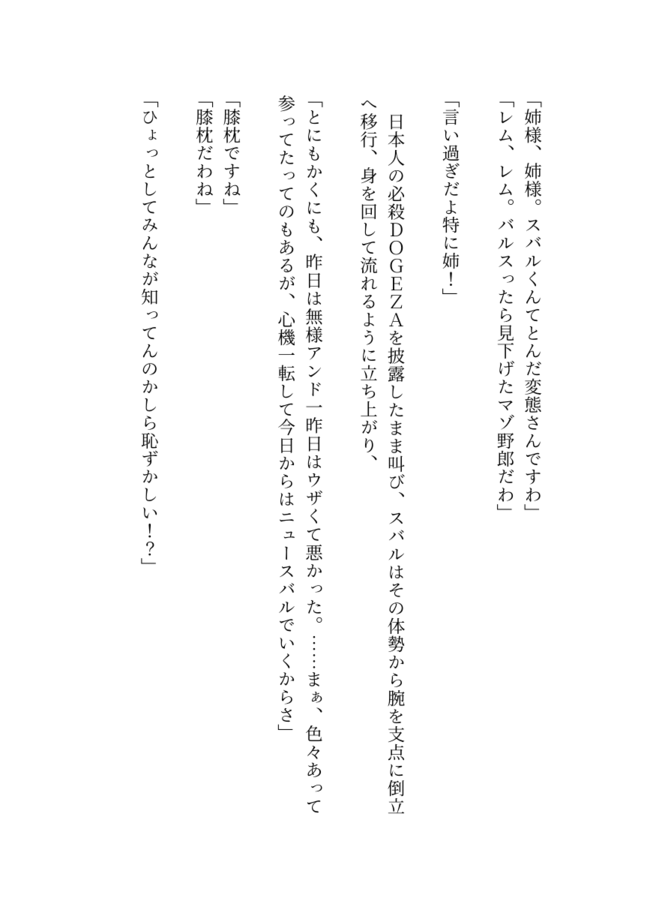 「姉様、姉様。スバルくんてとんだ変態さんですわ」
「レム、レム。バルスったら見下げたマゾ野郎だわ」
「言い過ぎだよ特に姉！」
　日本人の必殺ＤＯＧＥＺＡを披露したまま叫び、スバルはその体勢から腕を支点に倒立
へ移行、身を回して流れるように立ち上がり、
「とにもかくにも、昨日は無様アンド一昨日はウザくて悪かった。……まぁ、色々あって
参ってたってのもあるが、心機一転して今日からはニュースバルでいくからさ」
「膝枕ですね」
「膝枕だわね」
「ひょっとしてみんなが知ってんのかしら恥ずかしい！？」